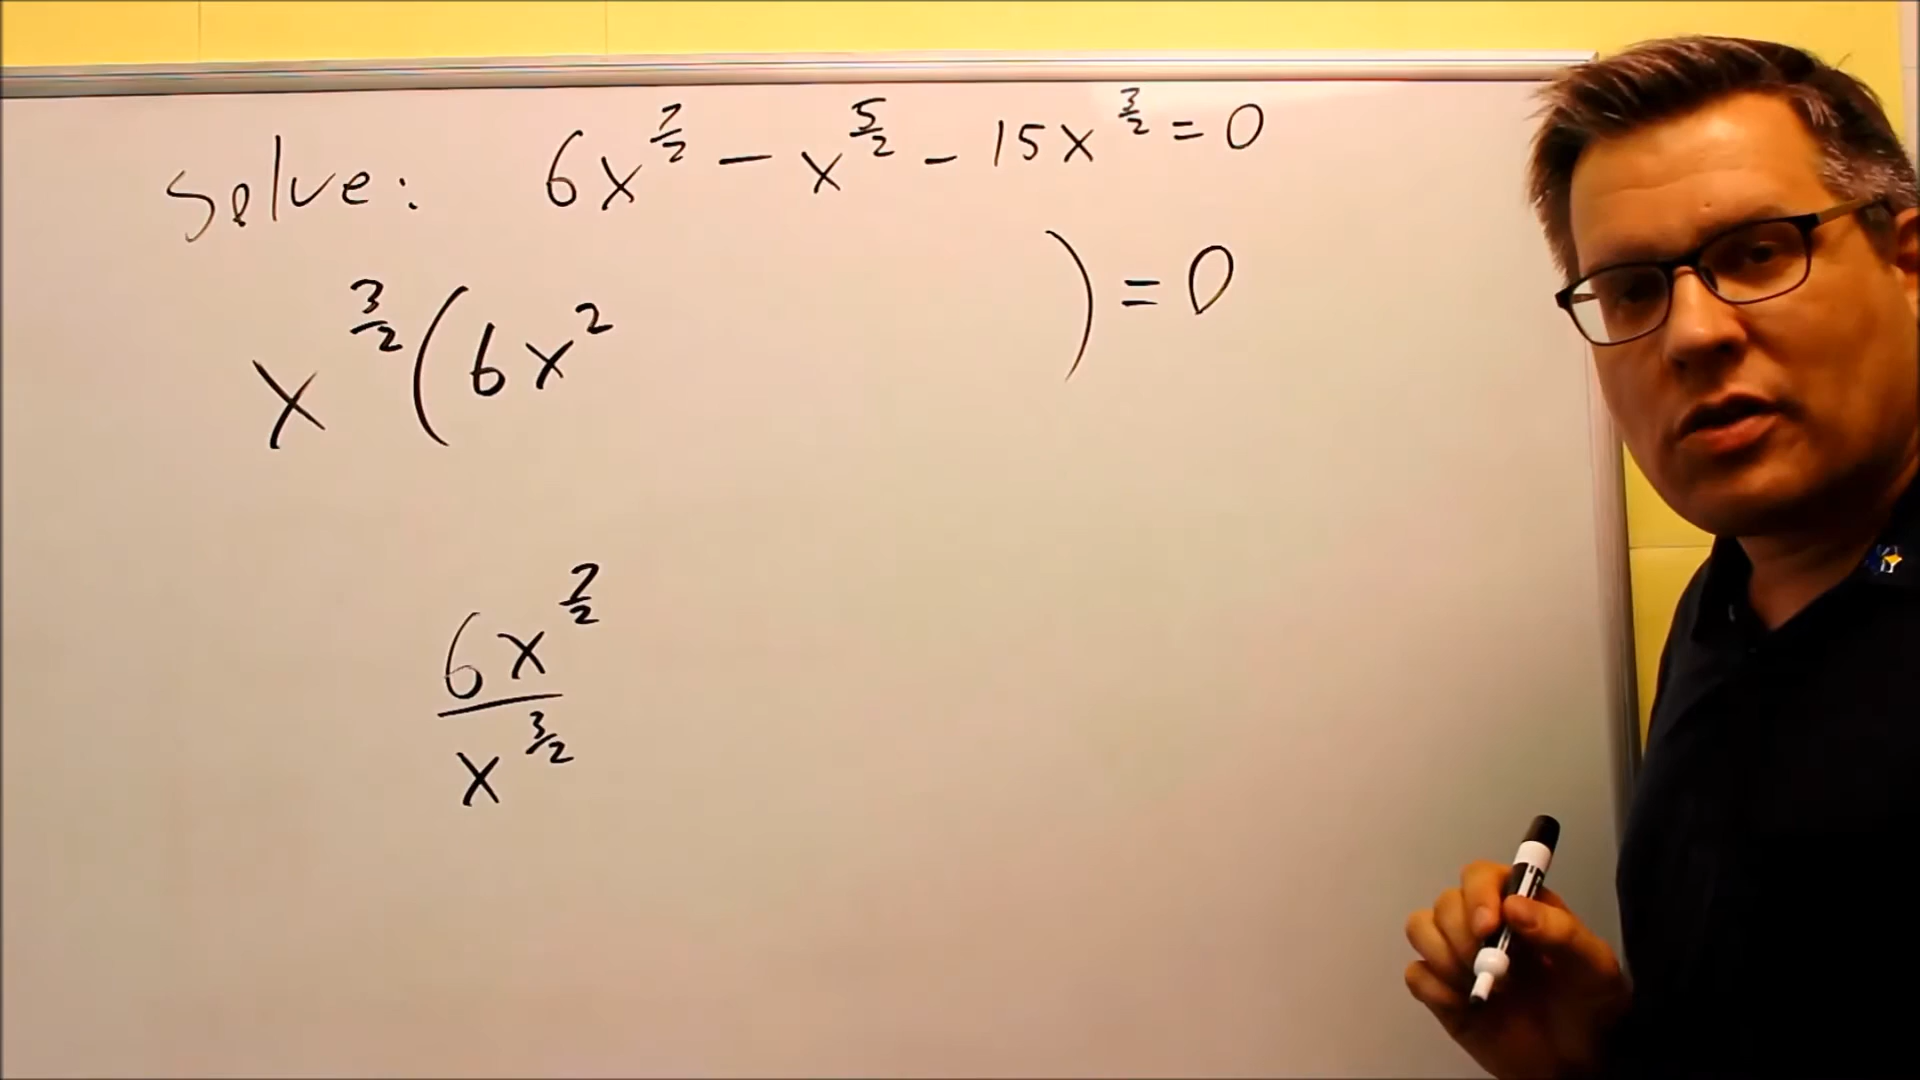 Solve: 6x^{7/2} - x^{5/2} - 15x^{3/2} = 0
x^{3/2}(6x^2 ) = 0
6x^{7/2}
x^{3/2}